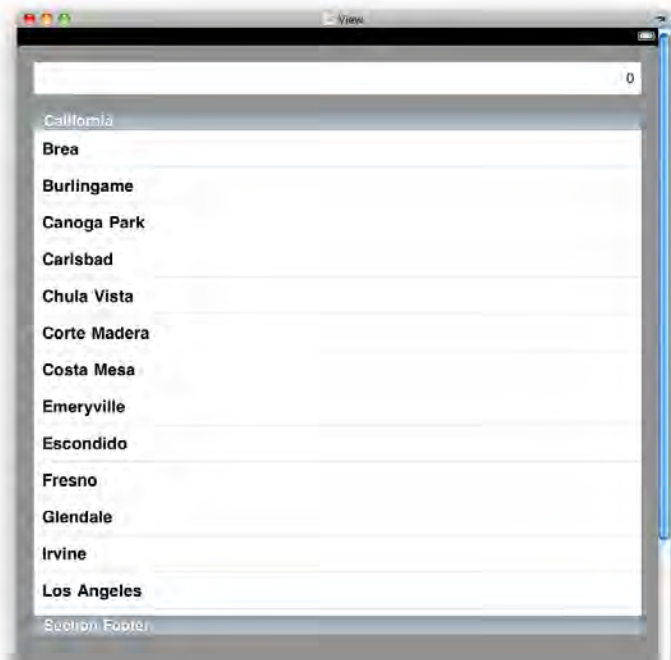 View
0
California
Brea
Burlingame
Canoga Park
Carlsbad
Chula Vista
Corte Madera
Costa Mesa
Emeryville
Escondido
Fresno
Glendale
Irvine
Los Angeles
Section Footer